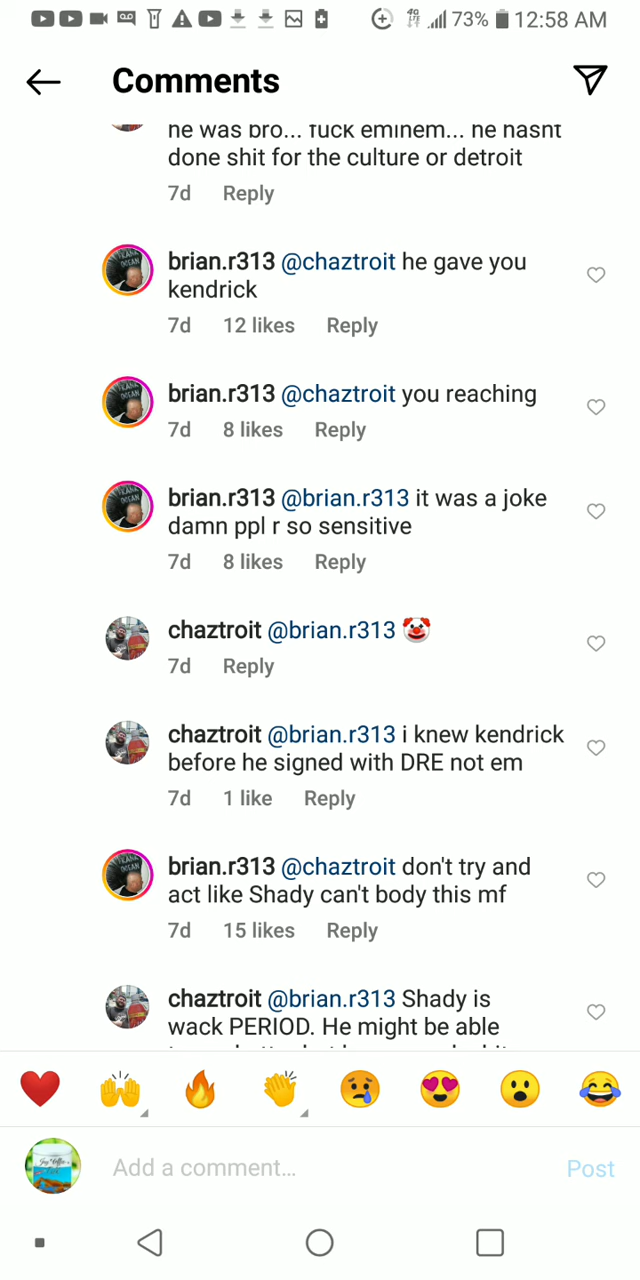 4G
LTE
73%
12:58 AM
Comments
he was bro... fuck eminem... he hasnt
done shit for the culture or detroit
7d Reply
brian.r313 @chaztroit he gave you
kendrick
7d 12 likes Reply
brian.r313 @chaztroit you reaching
7d 8 likes Reply
brian.r313 @brian.r313 it was a joke
damn ppl r so sensitive
7d 8 likes Reply
chaztroit @brian.r313 🤡
7d Reply
chaztroit @brian.r313 i knew kendrick
before he signed with DRE not em
7d 1 like Reply
brian.r313 @chaztroit don't try and
act like Shady can't body this mf
7d 15 likes Reply
chaztroit @brian.r313 Shady is
wack PERIOD. He might be able
Add a comment...
Post